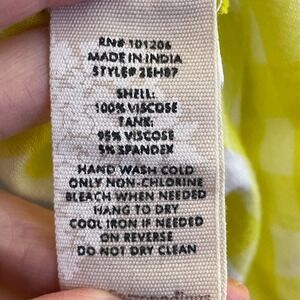 RN# 101206
MADE IN INDIA
STYLE# 2EH87
SHELL:
100% VISCOSE
TANK:
95% VISCOSE
5% SPANDEX
HAND WASH COLD
ONLY NON-CHLORINE
BLEACH WHEN NEEDED
HANG TO DRY
COOL IRON IF NEEDED
ON REVERSE
DO NOT DRY CLEAN